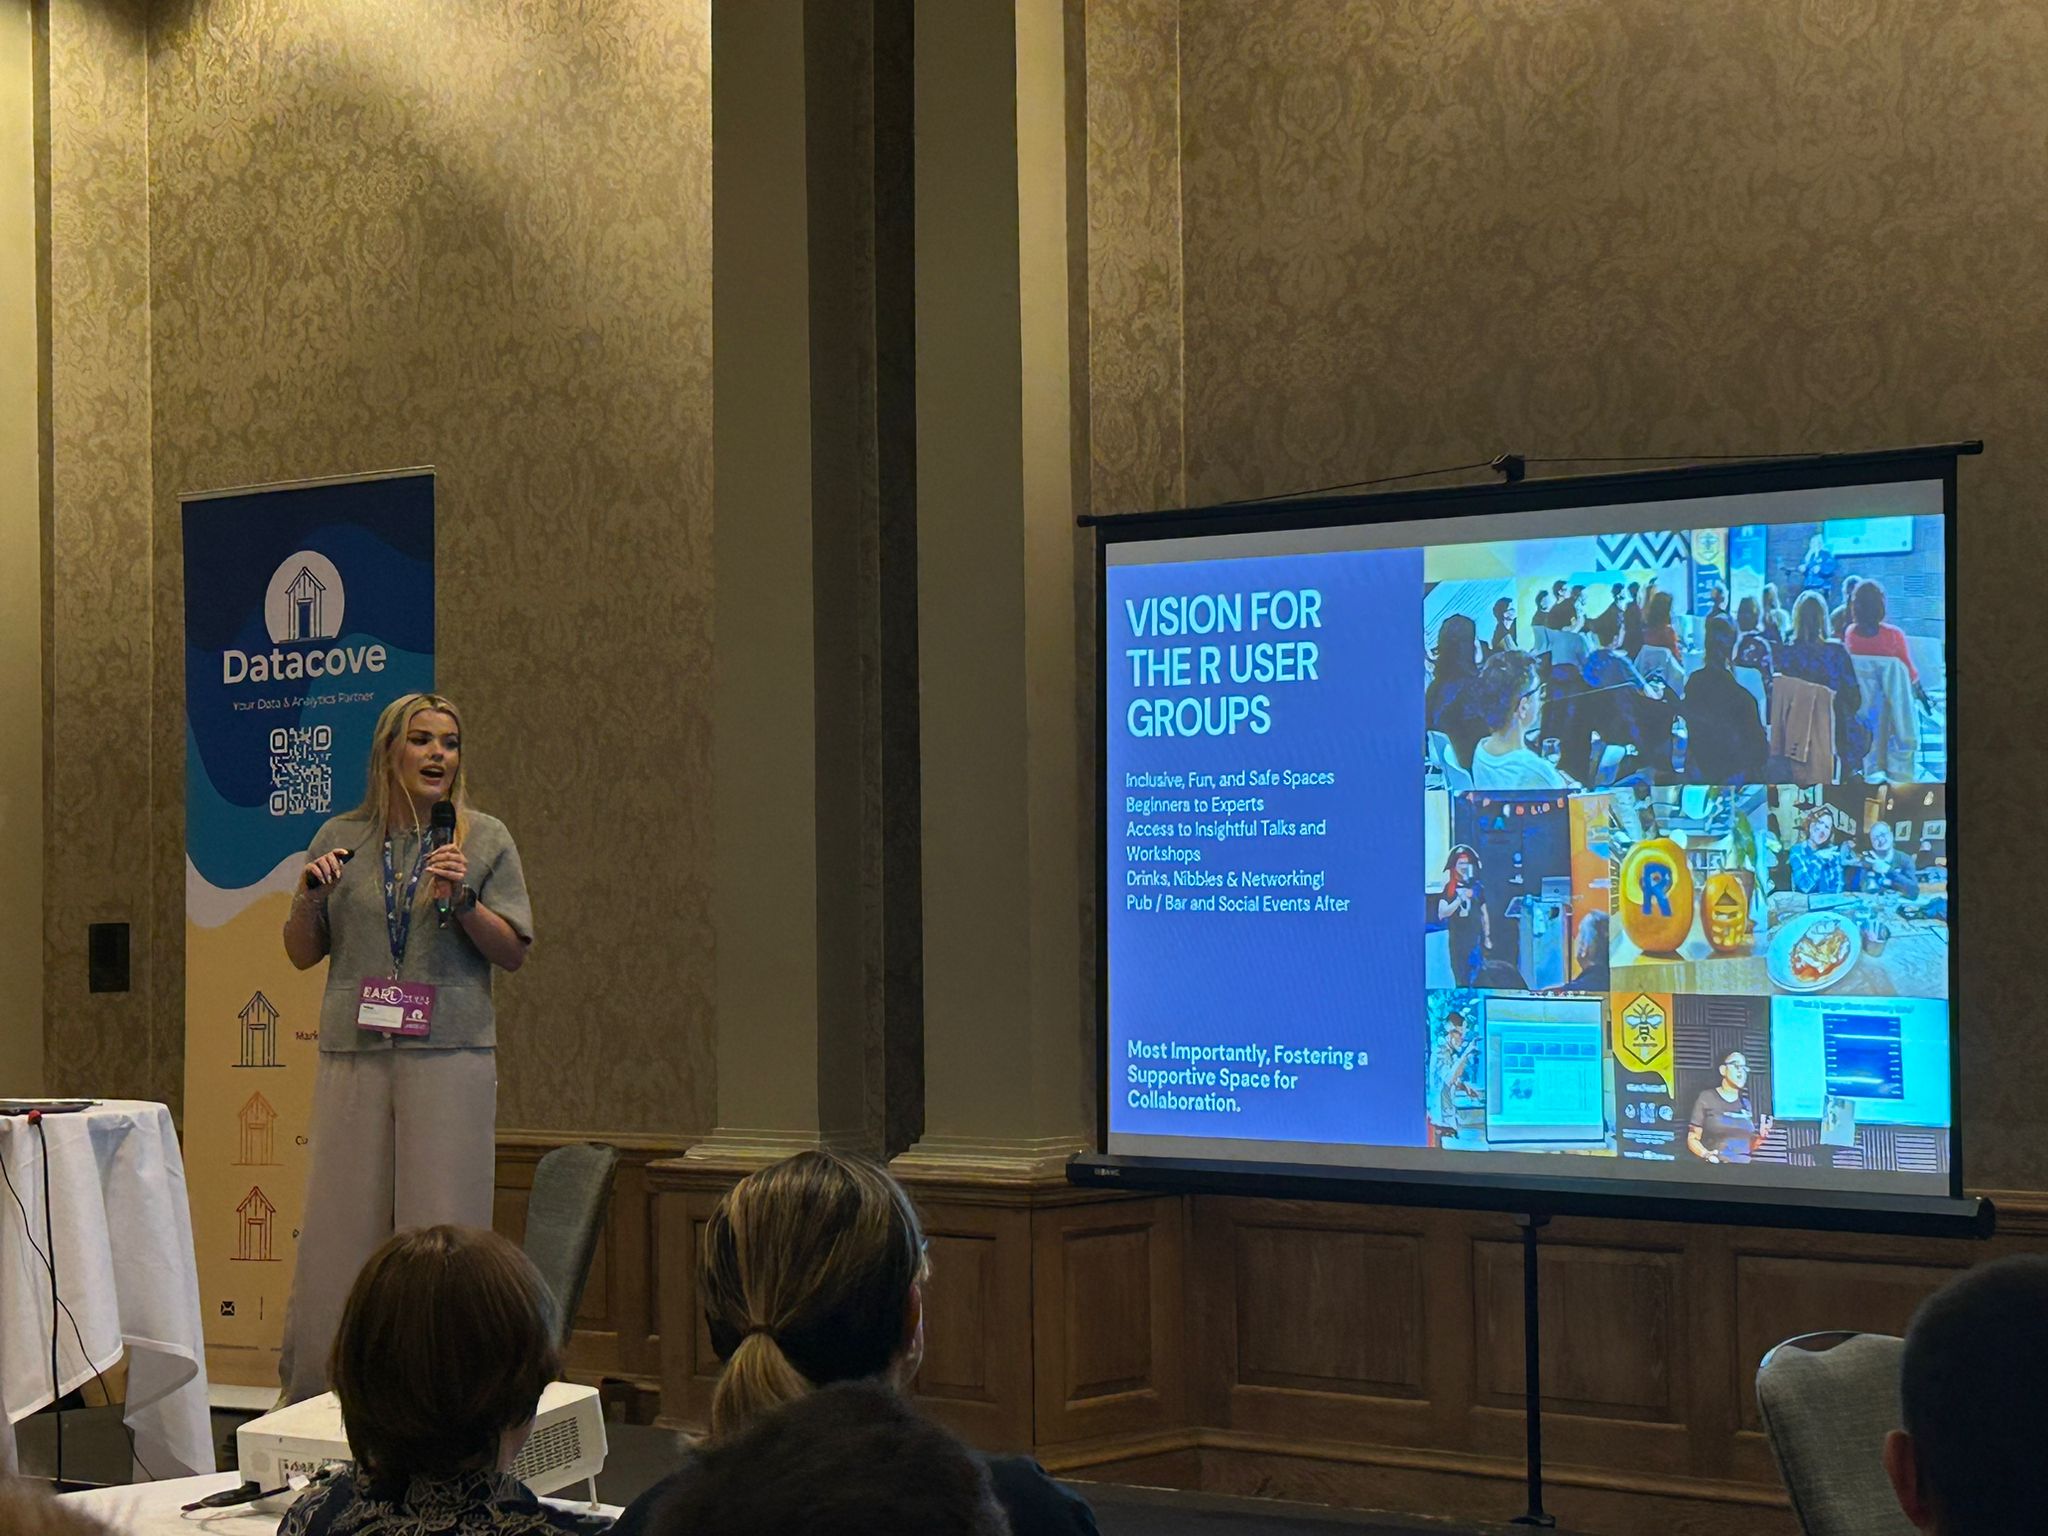 Datacove
Your Data & Analytics Partner
EARL
VISION FOR
THE R USER
GROUPS
Inclusive, Fun, and Safe Spaces
Beginners to Experts
Access to Insightful Talks and
Workshops
Drinks, Nibbles & Networking!
Pub / Bar and Social Events After
Most Importantly, Fostering a
Supportive Space for
Collaboration.
R